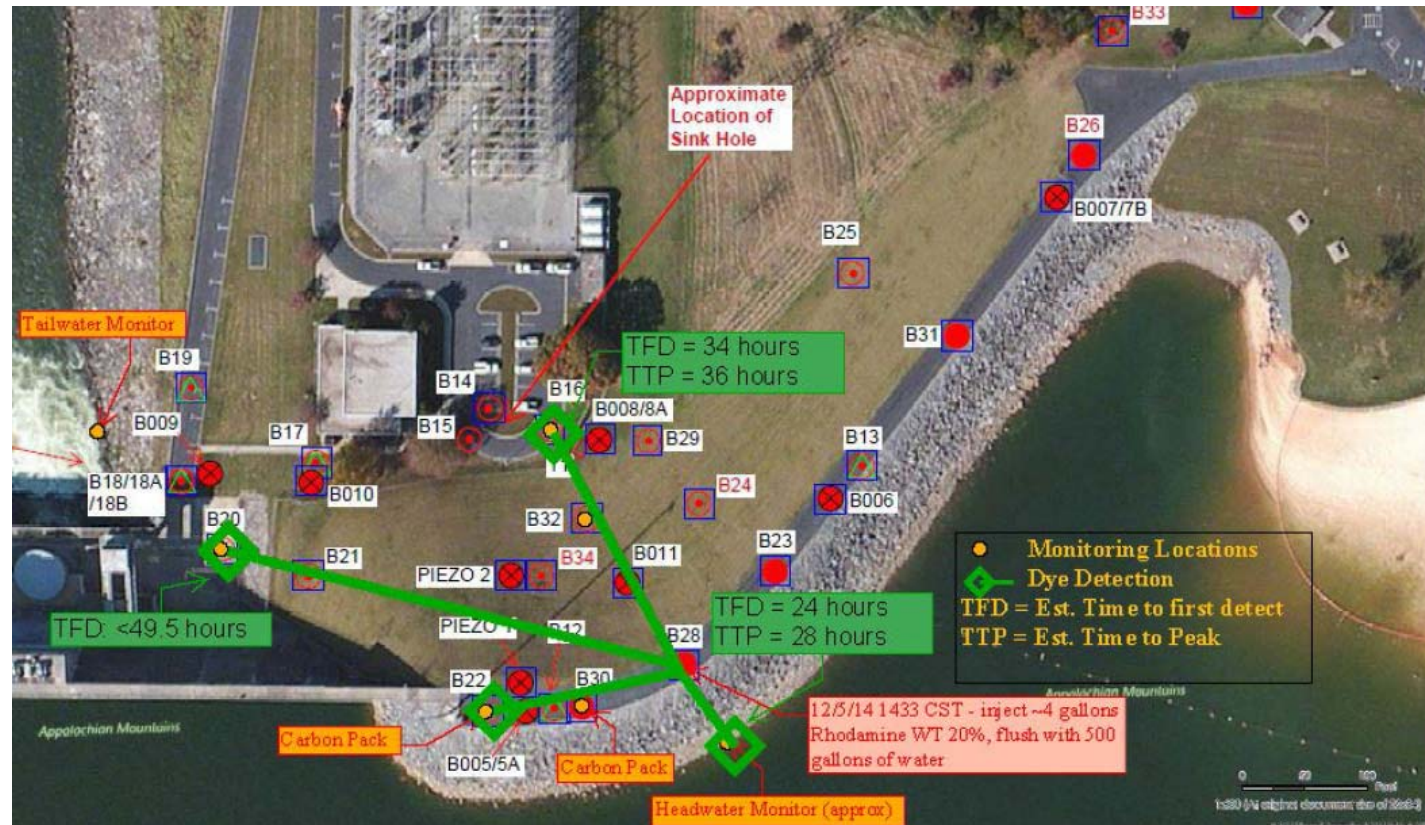 B33
Approximate
Location of
Sink Hole
B26
B007/7B
B25
Tailwater Monitor
B19
B31
TFD = 34 hours
TTP = 36 hours
B14
B16
B009
B15
B008/8A
B29
B17
B13
B18/18A
/18B
B010
B24
B006
B20
B32
B23
B21
PIEZO 2
B34
B011
Monitoring Locations
Dye Detection
TFD = Est. Time to first detect
TTP = Est. Time to Peak
TFD = 24 hours
TTP = 28 hours
TFD: <49.5 hours
PIEZO
B12
B28
B22
B30
Appalachian Mountains
Appalachian Mountains
12/5/14 1433 CST - inject ~4 gallons
Rhodamine WT 20%, flush with 500
gallons of water
Carbon Pack
B005/5A
Carbon Pack
Headwater Monitor (approx)
0
100